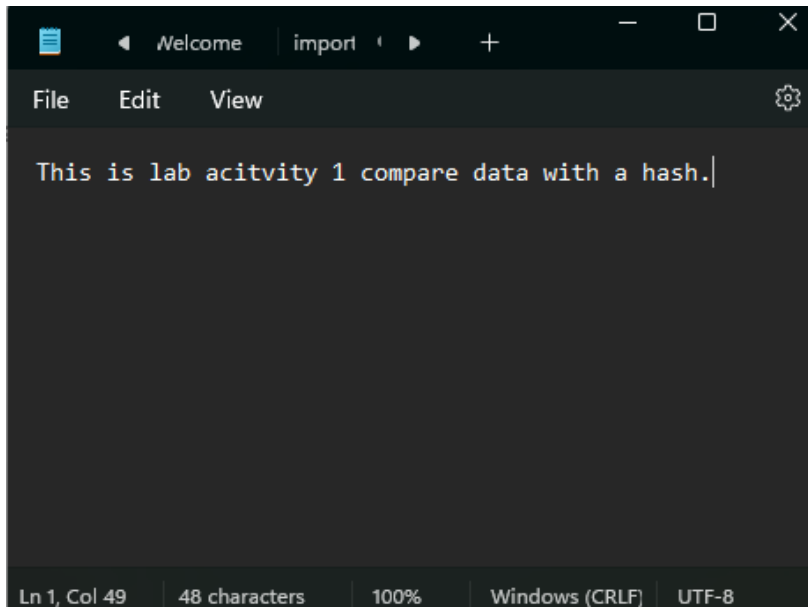 Welcome import +
File Edit View
This is lab acitvity 1 compare data with a hash.
Ln 1, Col 49 48 characters 100% Windows (CRLF) UTF-8